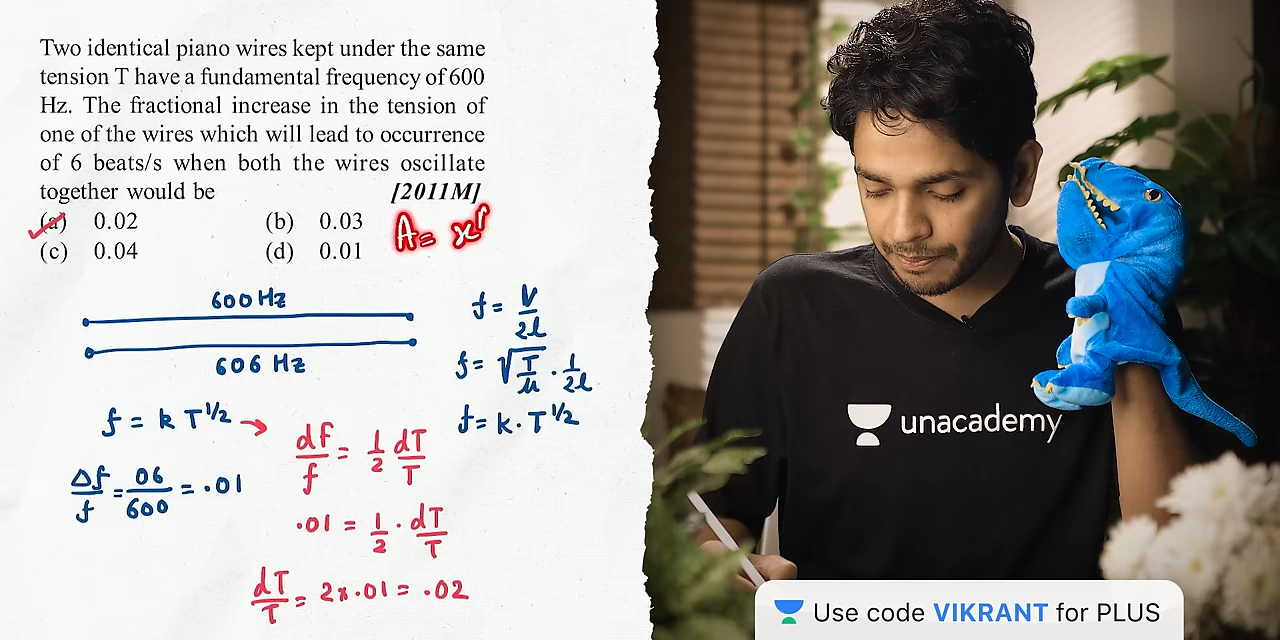 Two identical piano wires kept under the same
tension T have a fundamental frequency of 600
Hz. The fractional increase in the tension of
one of the wires which will lead to occurrence
of 6 beats/s when both the wires oscillate
together would be [2011M]
(a) 0.02 (b) 0.03
(c) 0.04 (d) 0.01
A = x^p
600 Hz
606 Hz
f = V/2l
f = √(T/μ) · 1/2l
f = k · T^1/2
f = k T^1/2 →
df/f = 1/2 dT/T
Δf/f = 06/600 = .01
.01 = 1/2 · dT/T
dT/T = 2x.01 = .02
unacademy
Use code VIKRANT for PLUS